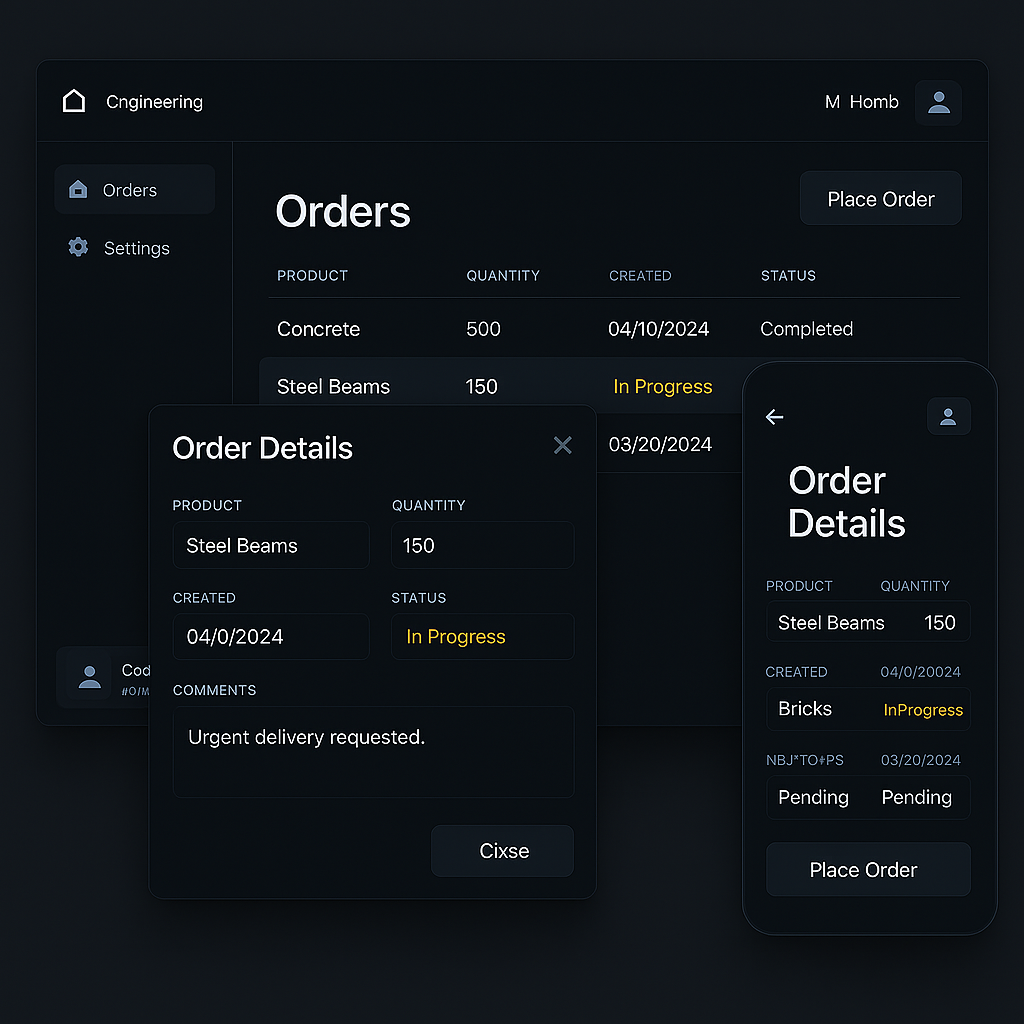 Cngineering
M Homb
Orders
Settings
Orders
Place Order
PRODUCT QUANTITY CREATED STATUS
Concrete 500 04/10/2024 Completed
Steel Beams 150 In Progress
03/20/2024
Cod
Order Details
PRODUCT QUANTITY
Steel Beams 150
CREATED STATUS
04/0/2024 In Progress
COMMENTS
Urgent delivery requested.
Cixse
Order
Details
PRODUCT QUANTITY
Steel Beams 150
CREATED 04/0/20024
Bricks InProgress
03/20/2024
Pending Pending
Place Order